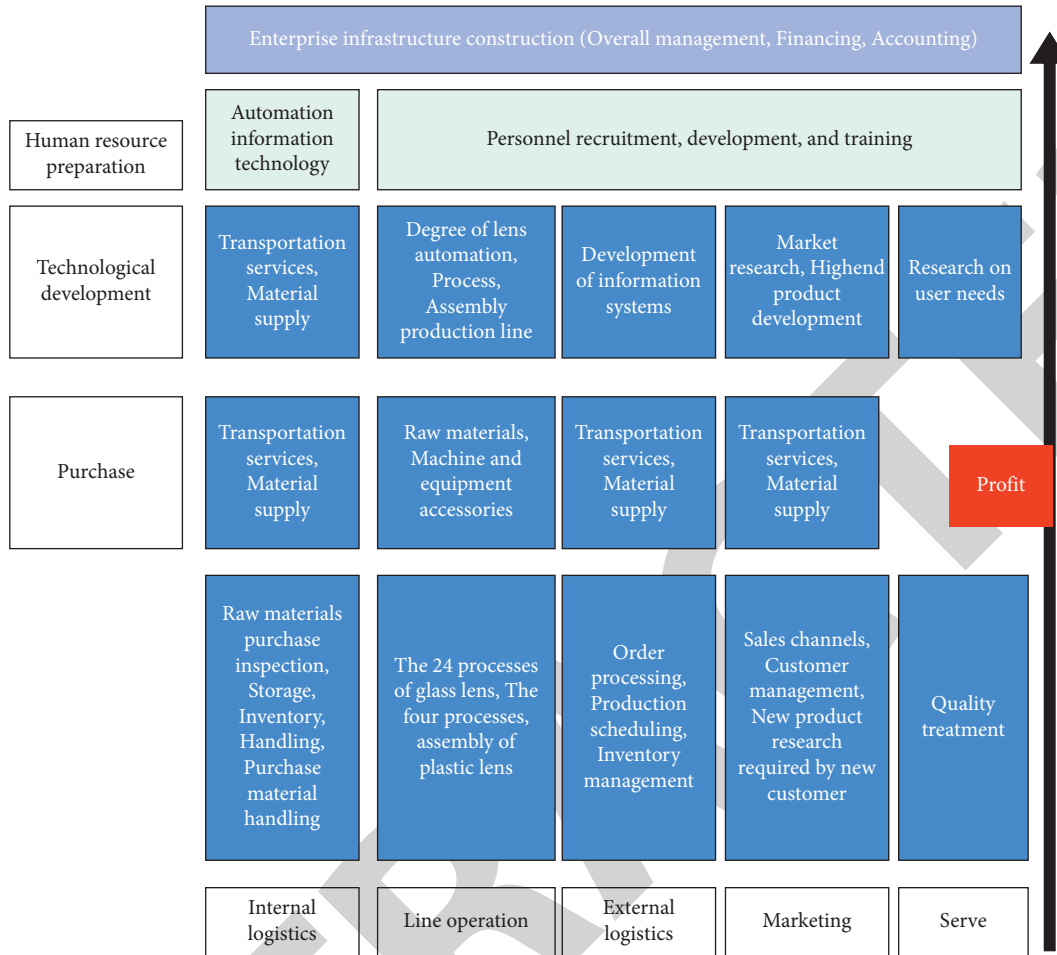 Enterprise infrastructure construction (Overall management, Financing, Accounting)
Human resource
preparation
Automation
information
technology
Personnel recruitment, development, and training
Technological
development
Transportation
services,
Material
supply
Degree of lens
automation,
Process,
Assembly
production line
Development
of information
systems
Market
research, Highend
product
development
Research on
user needs
Purchase
Transportation
services,
Material
supply
Raw materials,
Machine and
equipment
accessories
Transportation
services,
Material
supply
Transportation
services,
Material
supply
Profit
Raw materials
purchase
inspection,
Storage,
Inventory,
Handling,
Purchase
material
handling
The 24 processes
of glass lens, The
four processes,
assembly of
plastic lens
Order
processing,
Production
scheduling,
Inventory
management
Sales channels,
Customer
management,
New product
research
required by new
customer
Quality
treatment
Internal
logistics
Line operation
External
logistics
Marketing
Serve